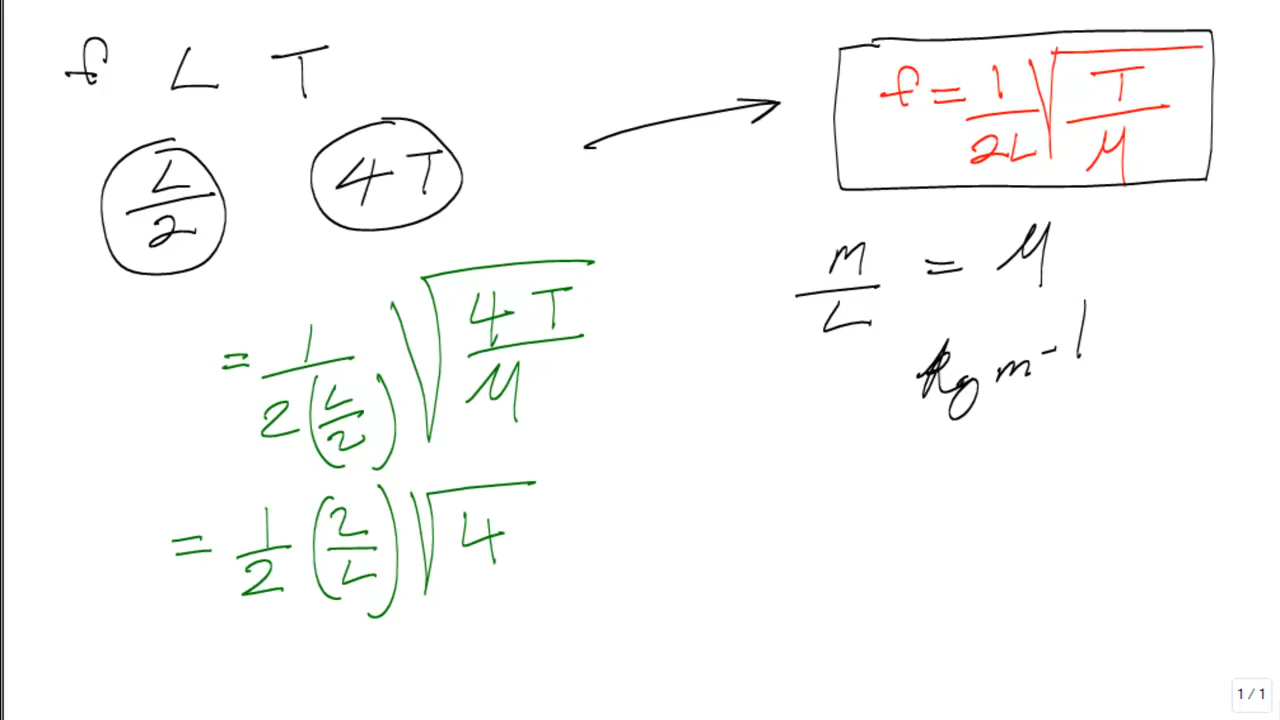 f L T
L/2 4T
f = 1/2L √(T/μ)
m/L = μ
kg m⁻¹
= 1/2(L/2) √(4T/μ)
= 1/2 (2/L) √4
1 / 1